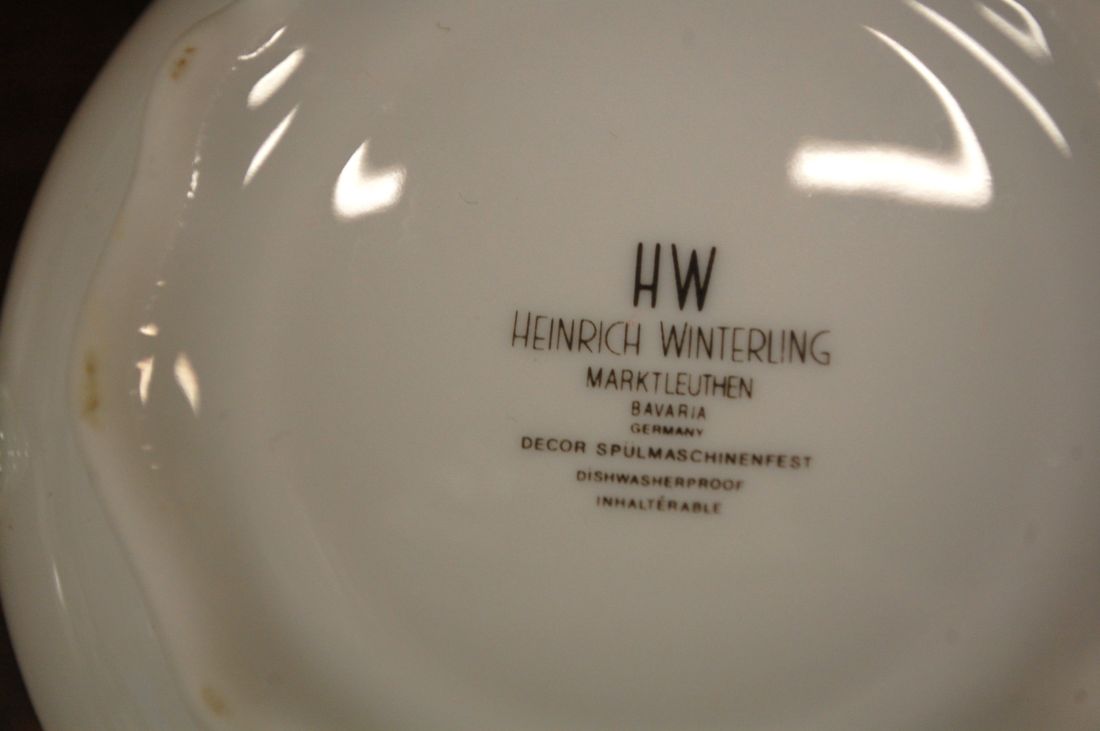 HW
HEINRICH WINTERLING
MARKTLEUTHEN
BAVARIA
GERMANY
DECOR SPÜLMASCHINENFEST
DISHWASHERPROOF
INHALTÉRABLE